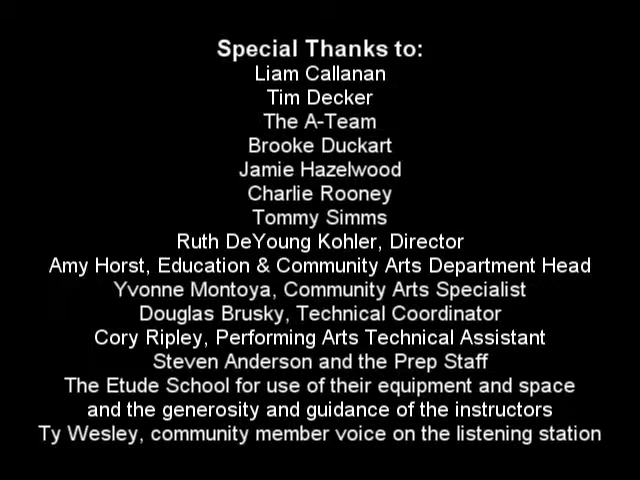 Special Thanks to:
Liam Callanan
Tim Decker
The A-Team
Brooke Duckart
Jamie Hazelwood
Charlie Rooney
Tommy Simms
Ruth DeYoung Kohler, Director
Amy Horst, Education & Community Arts Department Head
Yvonne Montoya, Community Arts Specialist
Douglas Brusky, Technical Coordinator
Cory Ripley, Performing Arts Technical Assistant
Steven Anderson and the Prep Staff
The Etude School for use of their equipment and space
and the generosity and guidance of the instructors
Ty Wesley, community member voice on the listening station